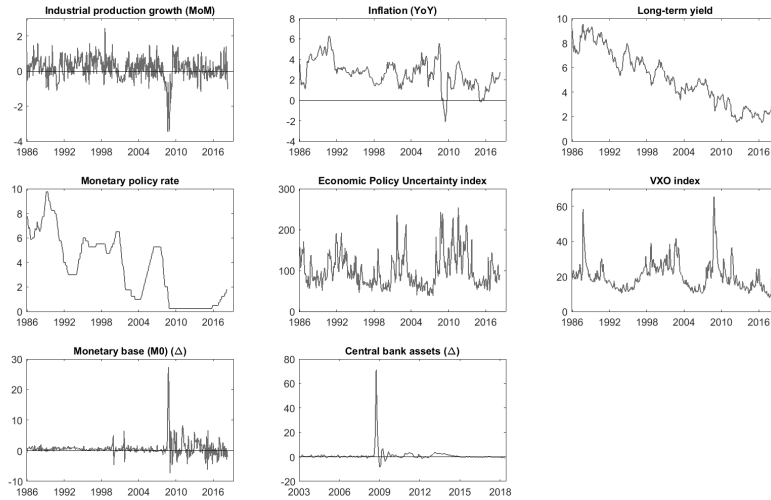 Industrial production growth (MoM)
2
0
-2
-4
1986 1992 1998 2004 2010 2016
Inflation (YoY)
8
6
4
2
0
-2
-4
1986 1992 1998 2004 2010 2016
Long-term yield
10
8
6
4
2
0
1986 1992 1998 2004 2010 2016
Monetary policy rate
10
8
6
4
2
0
1986 1992 1998 2004 2010 2016
Economic Policy Uncertainty index
300
200
100
0
1986 1992 1998 2004 2010 2016
VXO index
60
40
20
0
1986 1992 1998 2004 2010 2016
Monetary base (M0) (Δ)
30
20
10
0
-10
1986 1992 1998 2004 2010 2016
Central bank assets (Δ)
80
60
40
20
0
-20
2003 2006 2009 2012 2015 2018